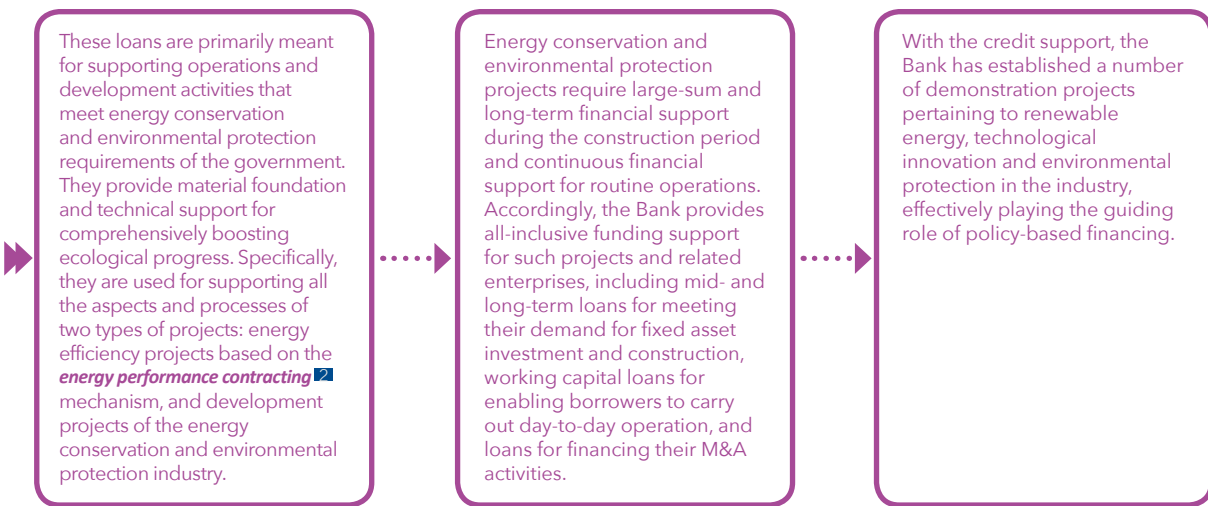 These loans are primarily meant
for supporting operations and
development activities that
meet energy conservation
and environmental protection
requirements of the government.
They provide material foundation
and technical support for
comprehensively boosting
ecological progress. Specifically,
they are used for supporting all
the aspects and processes of
two types of projects: energy
efficiency projects based on the
energy performance contracting 2
mechanism, and development
projects of the energy
conservation and environmental
protection industry.
Energy conservation and
environmental protection
projects require large-sum and
long-term financial support
during the construction period
and continuous financial
support for routine operations.
Accordingly, the Bank provides
all-inclusive funding support
for such projects and related
enterprises, including mid- and
long-term loans for meeting
their demand for fixed asset
investment and construction,
working capital loans for
enabling borrowers to carry
out day-to-day operation, and
loans for financing their M&A
activities.
With the credit support, the
Bank has established a number
of demonstration projects
pertaining to renewable
energy, technological
innovation and environmental
protection in the industry,
effectively playing the guiding
role of policy-based financing.